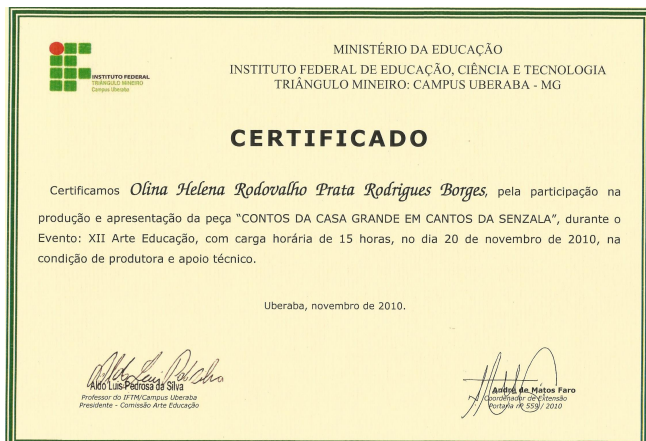 INSTITUTO FEDERAL
TRIÂNGULO MINEIRO
Campus Uberaba
MINISTÉRIO DA EDUCAÇÃO
INSTITUTO FEDERAL DE EDUCAÇÃO, CIÊNCIA E TECNOLOGIA
TRIÂNGULO MINEIRO: CAMPUS UBERABA - MG
CERTIFICADO
Certificamos Olina Helena Rodovalho Prata Rodrigues Borges, pela participação na
produção e apresentação da peça “CONTOS DA CASA GRANDE EM CANTOS DA SENZALA”, durante o
Evento: XII Arte Educação, com carga horária de 15 horas, no dia 20 de novembro de 2010, na
condição de produtora e apoio técnico.
Uberaba, novembro de 2010.
Aldo Luis Pedrosa da Silva
Professor do IFTM/Campus Uberaba
Presidente – Comissão Arte Educação
André de Matos Faro
Coordenador de Extensão
Portaria nº 559 / 2010